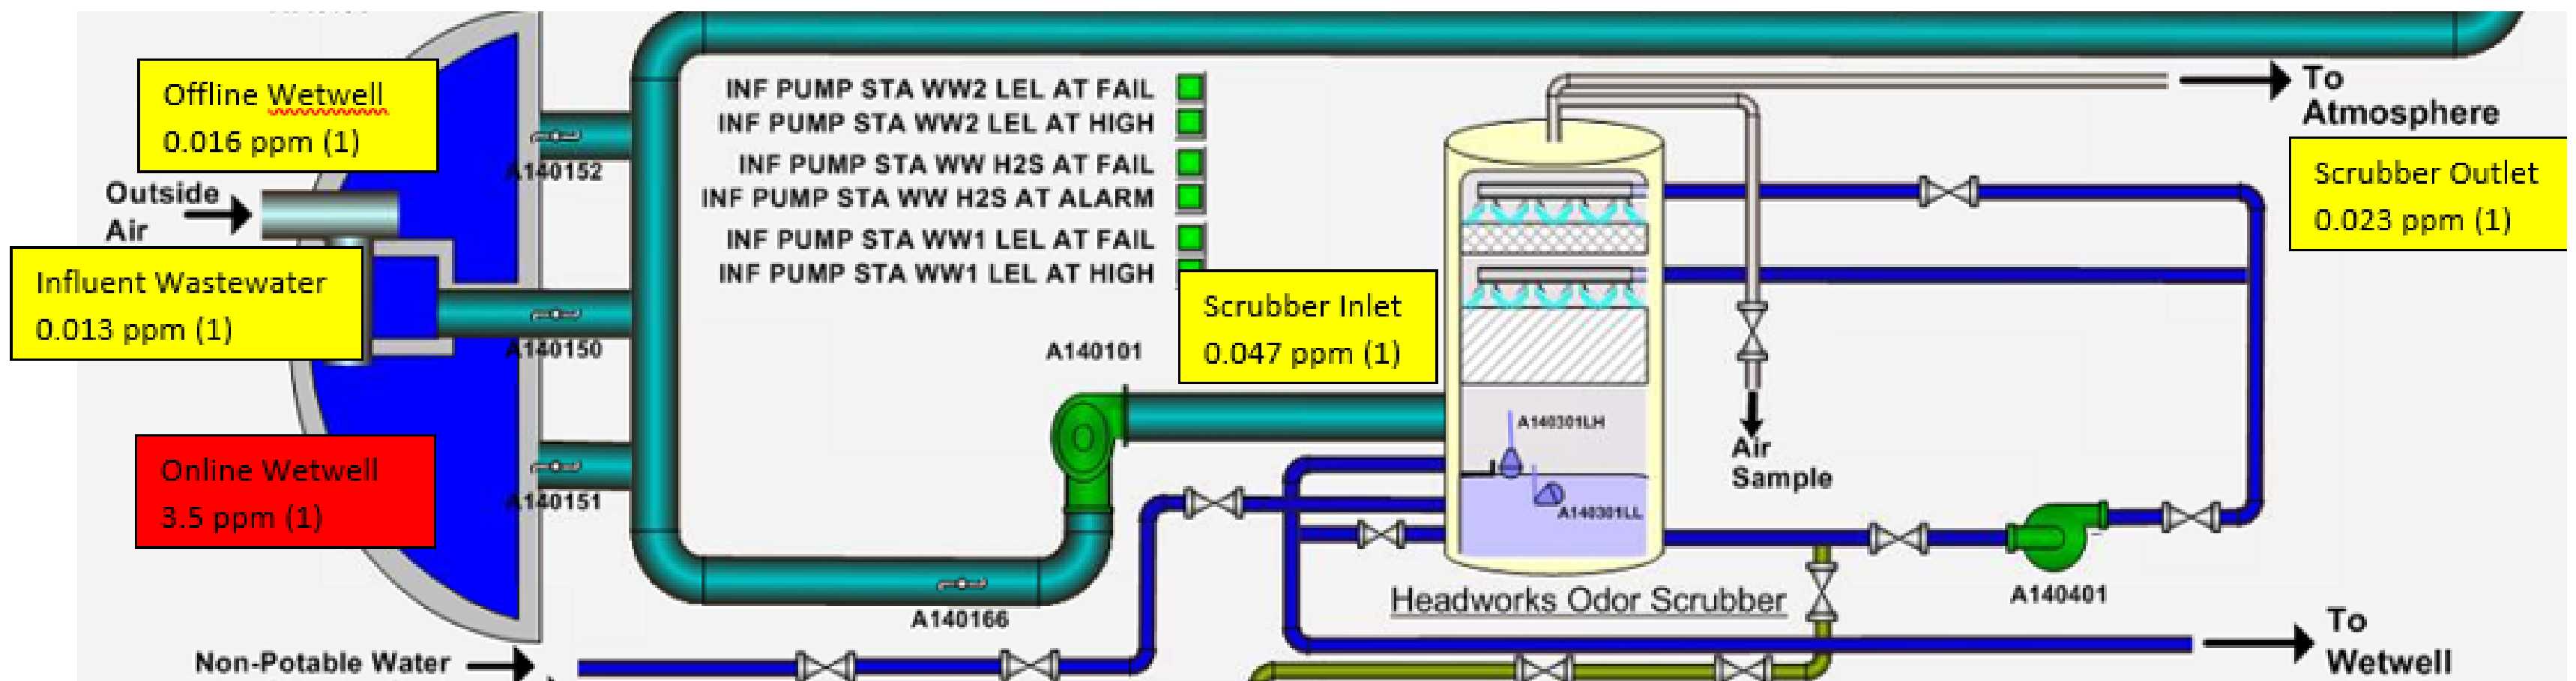 Offline Wetwell
0.016 ppm (1)
Outside
Air
Influent Wastewater
0.013 ppm (1)
Online Wetwell
3.5 ppm (1)
A140152
A140150
A140151
INF PUMP STA WW2 LEL AT FAIL
INF PUMP STA WW2 LEL AT HIGH
INF PUMP STA WW H2S AT FAIL
INF PUMP STA WW H2S AT ALARM
INF PUMP STA WW1 LEL AT FAIL
INF PUMP STA WW1 LEL AT HIGH
A140101
Scrubber Inlet
0.047 ppm (1)
A140301LH
A140301LL
Air
Sample
To
Atmosphere
Scrubber Outlet
0.023 ppm (1)
A140166
Headworks Odor Scrubber
A140401
Non-Potable Water
To
Wetwell